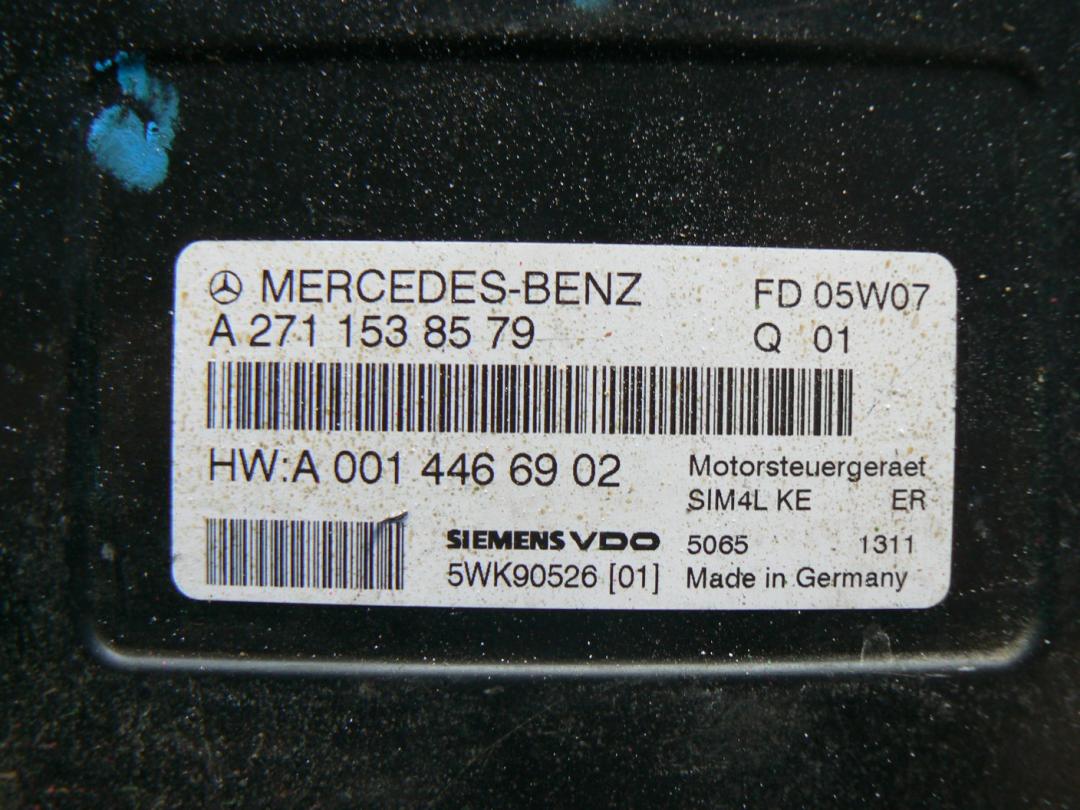 MERCEDES-BENZ FD 05W07
A 271 153 85 79 Q 01
HW:A 001 446 69 02 Motorsteuergeraet
SIM4L KE ER
SIEMENS VDO 5065 1311
5WK90526 [01] Made in Germany